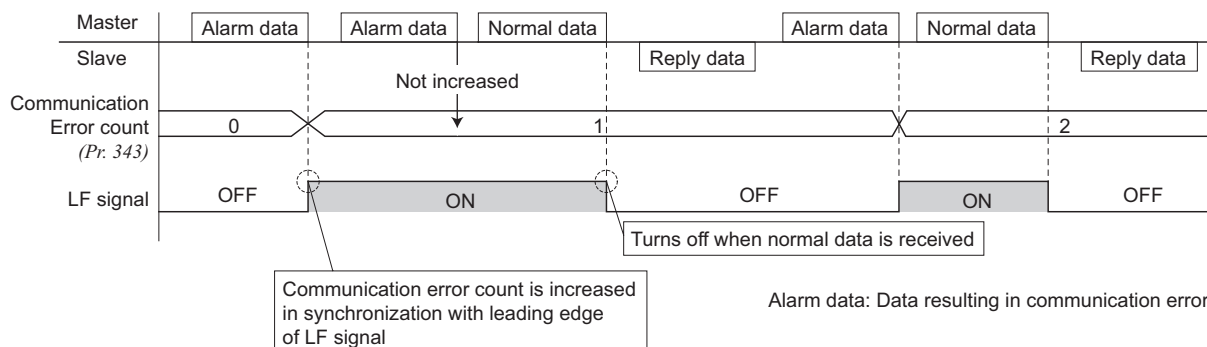 Master
Alarm data
Alarm data
Normal data
Alarm data
Normal data
Slave
Reply data
Reply data
Not increased
Communication
Error count
(Pr. 343)
0
1
2
LF signal
OFF
ON
OFF
ON
OFF
Turns off when normal data is received
Communication error count is increased
in synchronization with leading edge
of LF signal
Alarm data: Data resulting in communication error